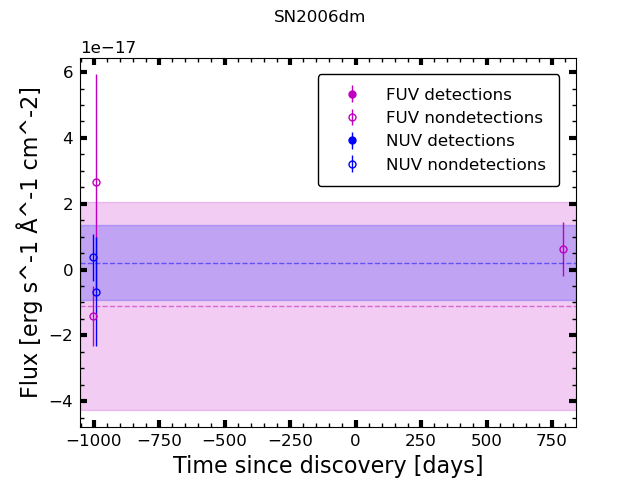 SN2006dm
1e−17
6
4
2
0
−2
−4
Flux [erg s^-1 Å^-1 cm^-2]
FUV detections
FUV nondetections
NUV detections
NUV nondetections
−1000 −750 −500 −250 0 250 500 750
Time since discovery [days]